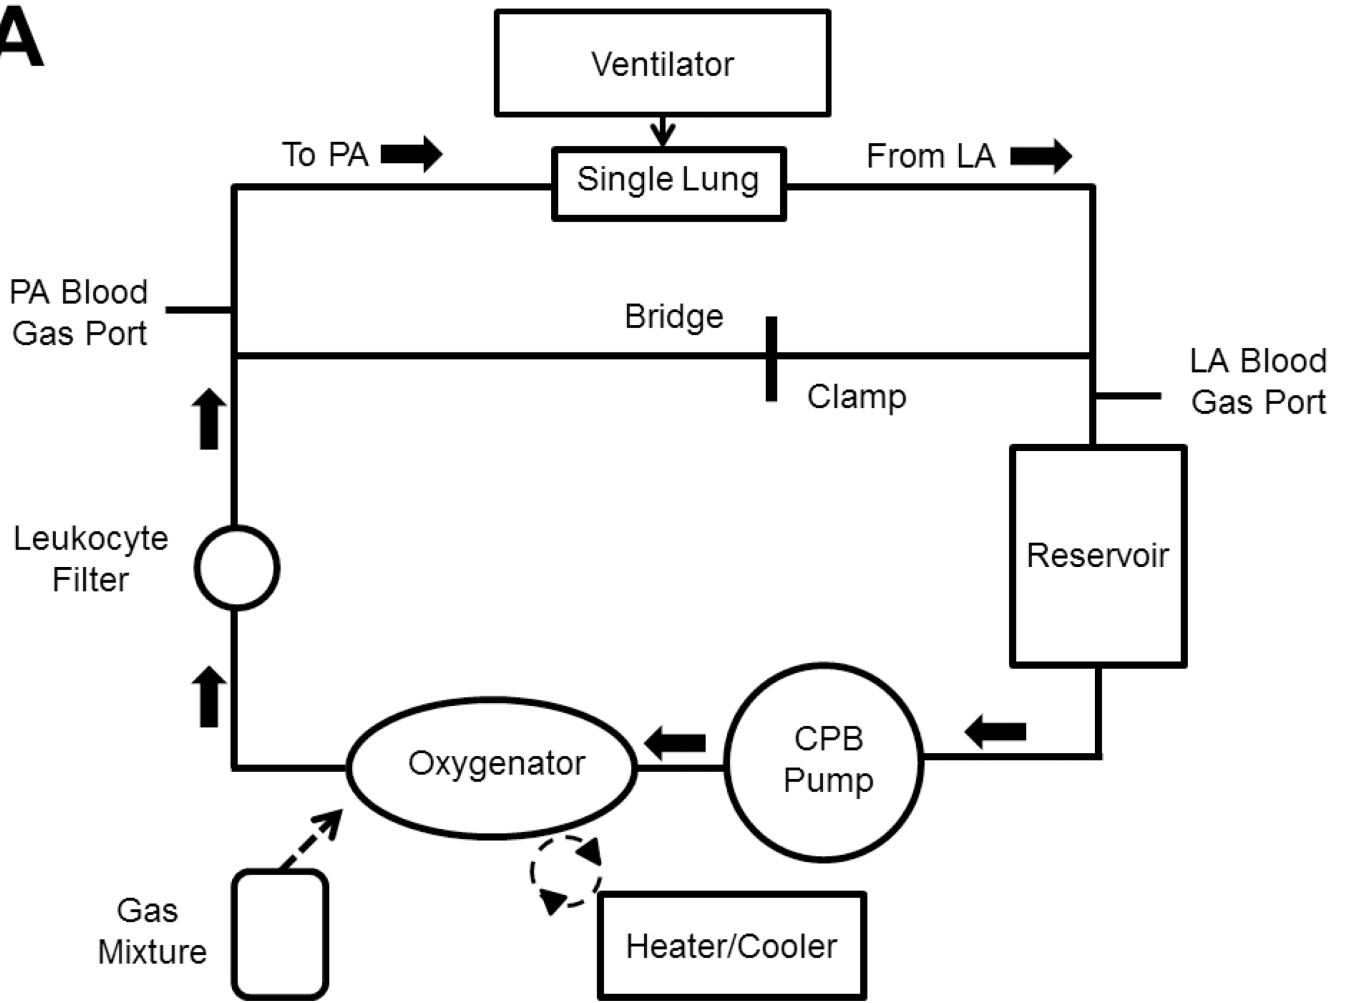 A
Ventilator
To PA
Single Lung
From LA
PA Blood
Gas Port
Bridge
Clamp
LA Blood
Gas Port
Leukocyte
Filter
Reservoir
Oxygenator
CPB
Pump
Gas
Mixture
Heater/Cooler